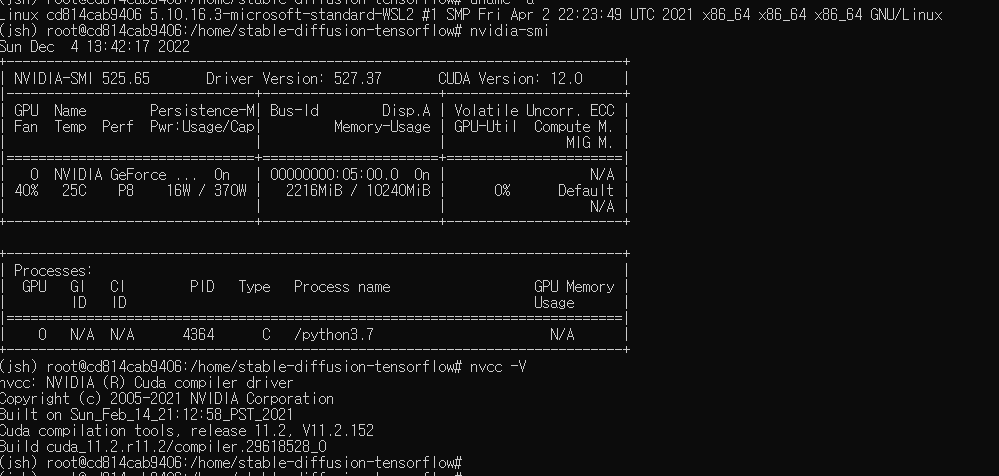 Linux cd814cab9406 5.10.16.3-microsoft-standard-WSL2 #1 SMP Fri Apr 2 22:23:49 UTC 2021 x86_64 x86_64 x86_64 GNU/Linux
(jsh) root@cd814cab9406:/home/stable-diffusion-tensorflow# nvidia-smi
Sun Dec  4 13:42:17 2022
NVIDIA-SMI 525.65 Driver Version: 527.37 CUDA Version: 12.0
GPU Name Persistence-M| Bus-Id Disp.A | Volatile Uncorr. ECC
Fan Temp Perf Pwr:Usage/Cap| Memory-Usage | GPU-Util Compute M.
MIG M.
0 NVIDIA GeForce ... On | 00000000:05:00.0 On | N/A
40% 25C P8 16W / 370W | 2216MiB / 10240MiB | 0% Default
N/A
Processes:
GPU GI CI PID Type Process name GPU Memory
ID ID Usage
0 N/A N/A 4364 C /python3.7 N/A
(jsh) root@cd814cab9406:/home/stable-diffusion-tensorflow# nvcc -V
nvcc: NVIDIA (R) Cuda compiler driver
Copyright (c) 2005-2021 NVIDIA Corporation
Built on Sun_Feb_14_21:12:58_PST_2021
Cuda compilation tools, release 11.2, V11.2.152
Build cuda_11.2.r11.2/compiler.29618528_0
(jsh) root@cd814cab9406:/home/stable-diffusion-tensorflow#